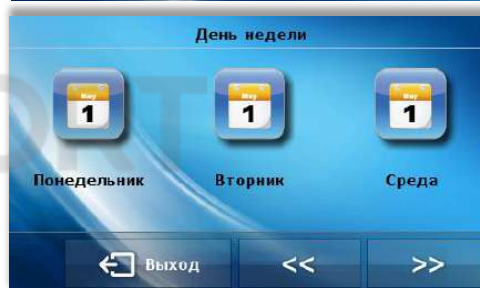 День недели
May May May
1 1 1
Понедельник Вторник Среда
Выход << >>